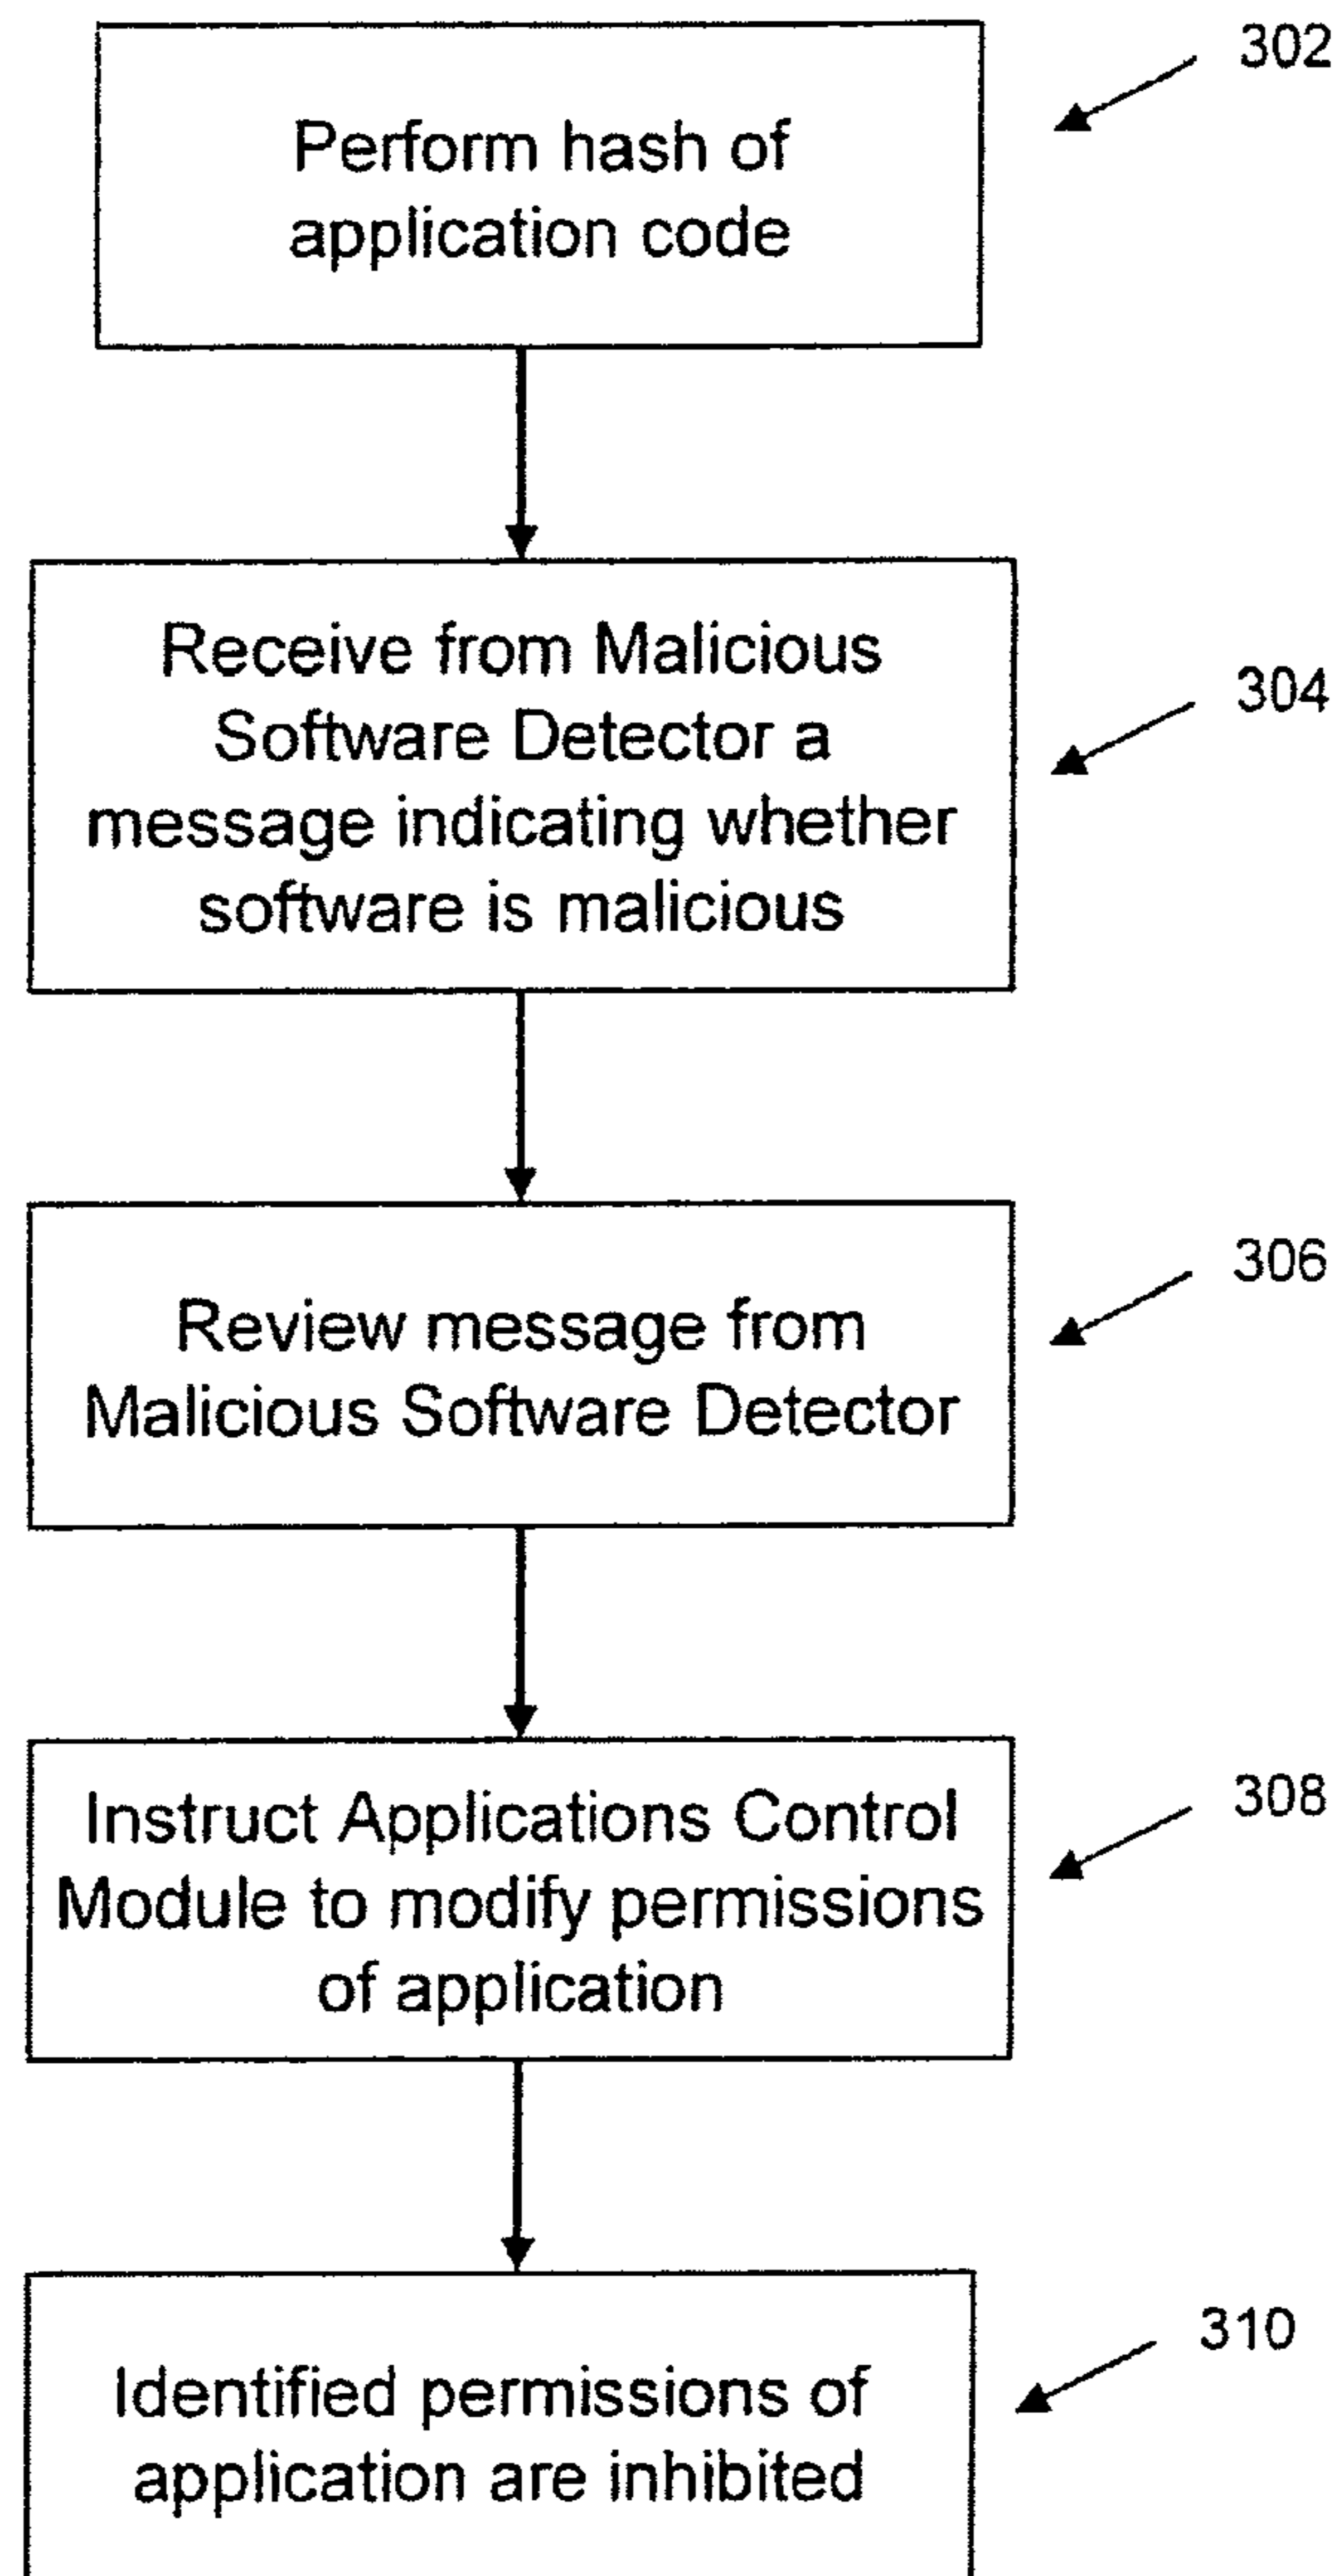 302
Perform hash of
application code
Receive from Malicious
Software Detector a
message indicating whether
software is malicious
304
Review message from
Malicious Software Detector
306
Instruct Applications Control
Module to modify permissions
of application
308
Identified permissions of
application are inhibited
310